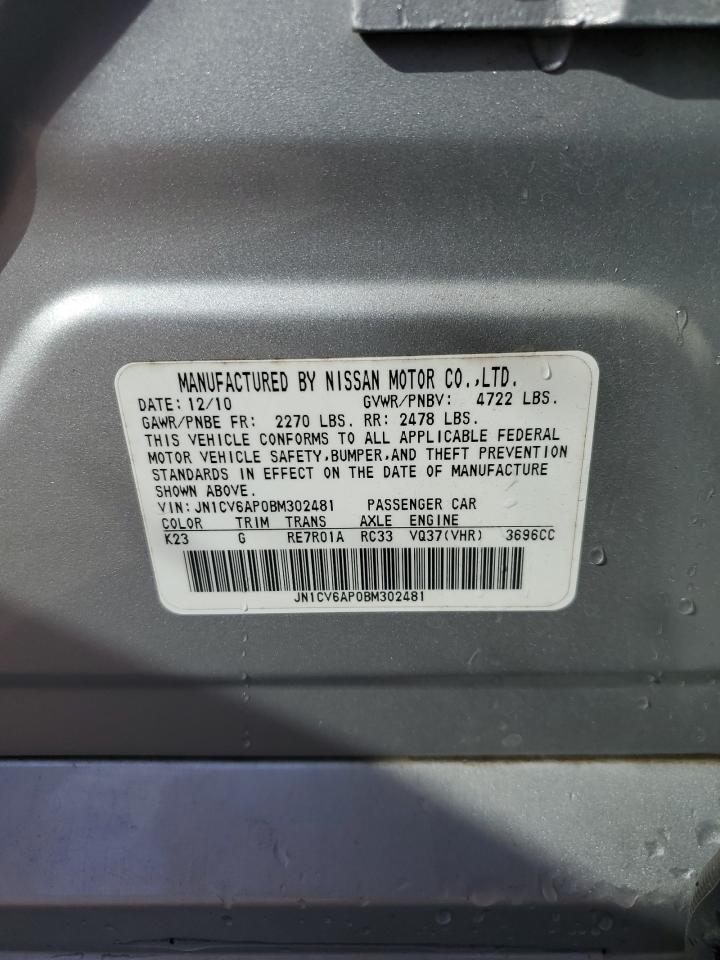 MANUFACTURED BY NISSAN MOTOR CO.,LTD.
DATE: 12/10 GVWR/PNBV: 4722 LBS.
GAWR/PNBE FR: 2270 LBS. RR: 2478 LBS.
THIS VEHICLE CONFORMS TO ALL APPLICABLE FEDERAL
MOTOR VEHICLE SAFETY,BUMPER,AND THEFT PREVENTION
STANDARDS IN EFFECT ON THE DATE OF MANUFACTURE
SHOWN ABOVE.
VIN: JN1CV6AP0BM302481 PASSENGER CAR
COLOR TRIM TRANS AXLE ENGINE
K23 G RE7R01A RC33 VQ37(VHR) 3696CC
JN1CV6AP0BM302481